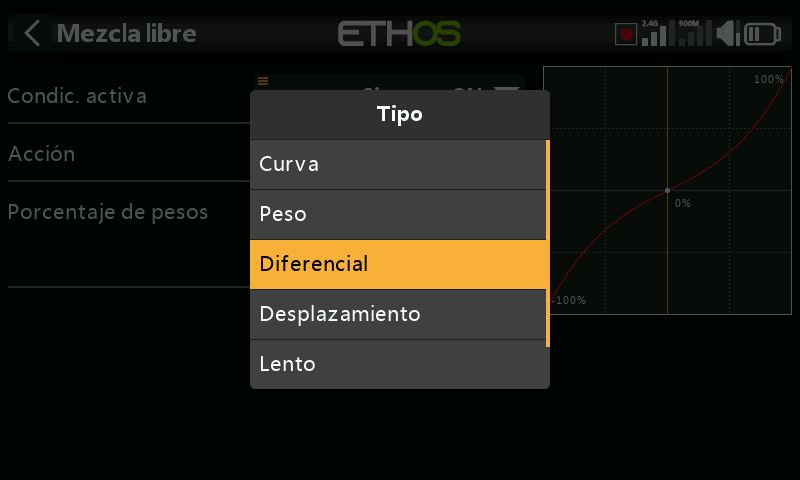 Mezcla libre
ETHOS
2.4G
900M
Condic. activa
Acción
Porcentaje de pesos
Tipo
Curva
Peso
Diferencial
Desplazamiento
Lento
100%
0%
-100%